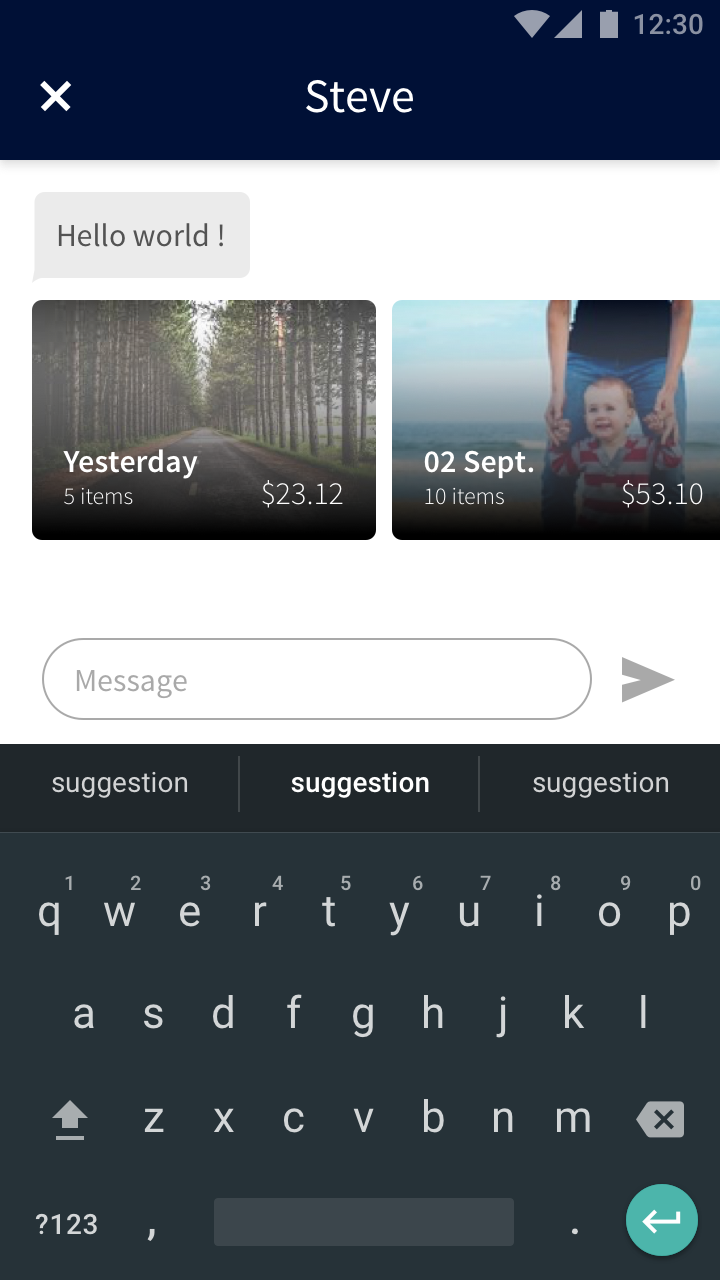 12:30
Steve
Hello world !
Yesterday
5 items
$23.12
02 Sept.
10 items
$53.10
Message
suggestion suggestion suggestion
1 2 3 4 5 6 7 8 9 0
q w e r t y u i o p
a s d f g h j k l
z x c v b n m
?123 , .